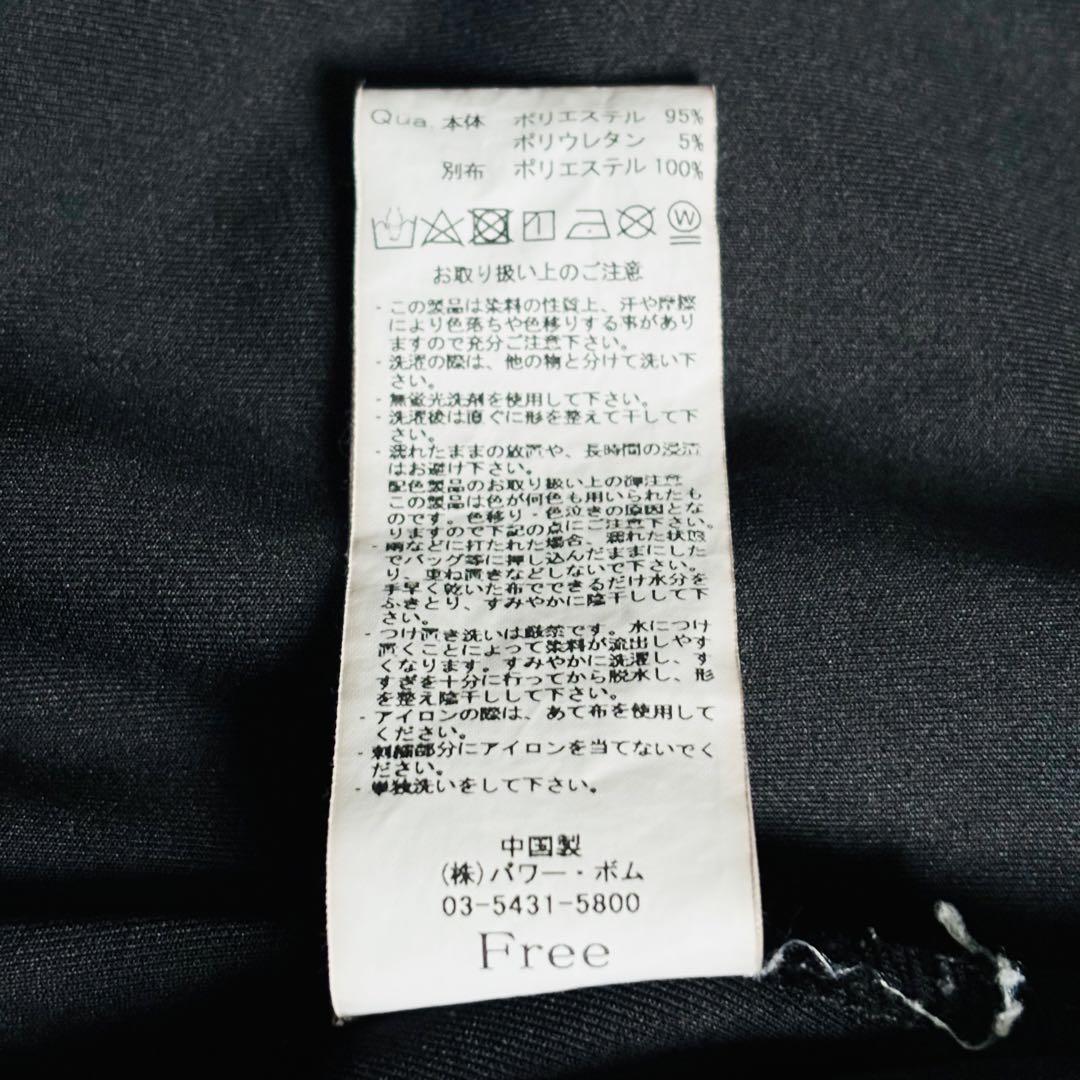 Qua. 本体 ポリエステル 95%
ポリウレタン 5%
別布 ポリエステル 100%
W
お取り扱い上のご注意
- この製品は染料の性質上、汗や摩擦
により色落ちや色移りする事があり
ますので充分ご注意下さい。
- 洗濯の際は、他の物と分けて洗い下
さい。
- 無蛍光洗剤を使用して下さい。
- 洗濯後は直ぐに形を整えて干して下
さい。
- 濡れたままの放置や、長時間の浸漬
はお避け下さい。
配色製品のお取り扱い上の御注意
この製品は色が何色も用いられたも
のです。色移り・色泣きの原因とな
りますので下記の点にご注意下さい。
- 雨などに打たれた場合、濡れた状態
でバッグ等に押し込んだままにした
り、重ね置きなどしないで下さい。
手早く乾いた布でできるだけ水分を
ふきとり、すみやかに陰干しして下
さい。
- つけ置き洗いは厳禁です。水につけ
置くことによって染料が流出しやす
くなります。すみやかに洗濯し、す
すぎを十分に行ってから脱水し、形
を整え陰干しして下さい。
- アイロンの際は、あて布を使用して
ください。
- 刺繍部分にアイロンを当てないでく
ださい。
- 単独洗いをして下さい。
中国製
(株)パワー・ボム
03-5431-5800
Free